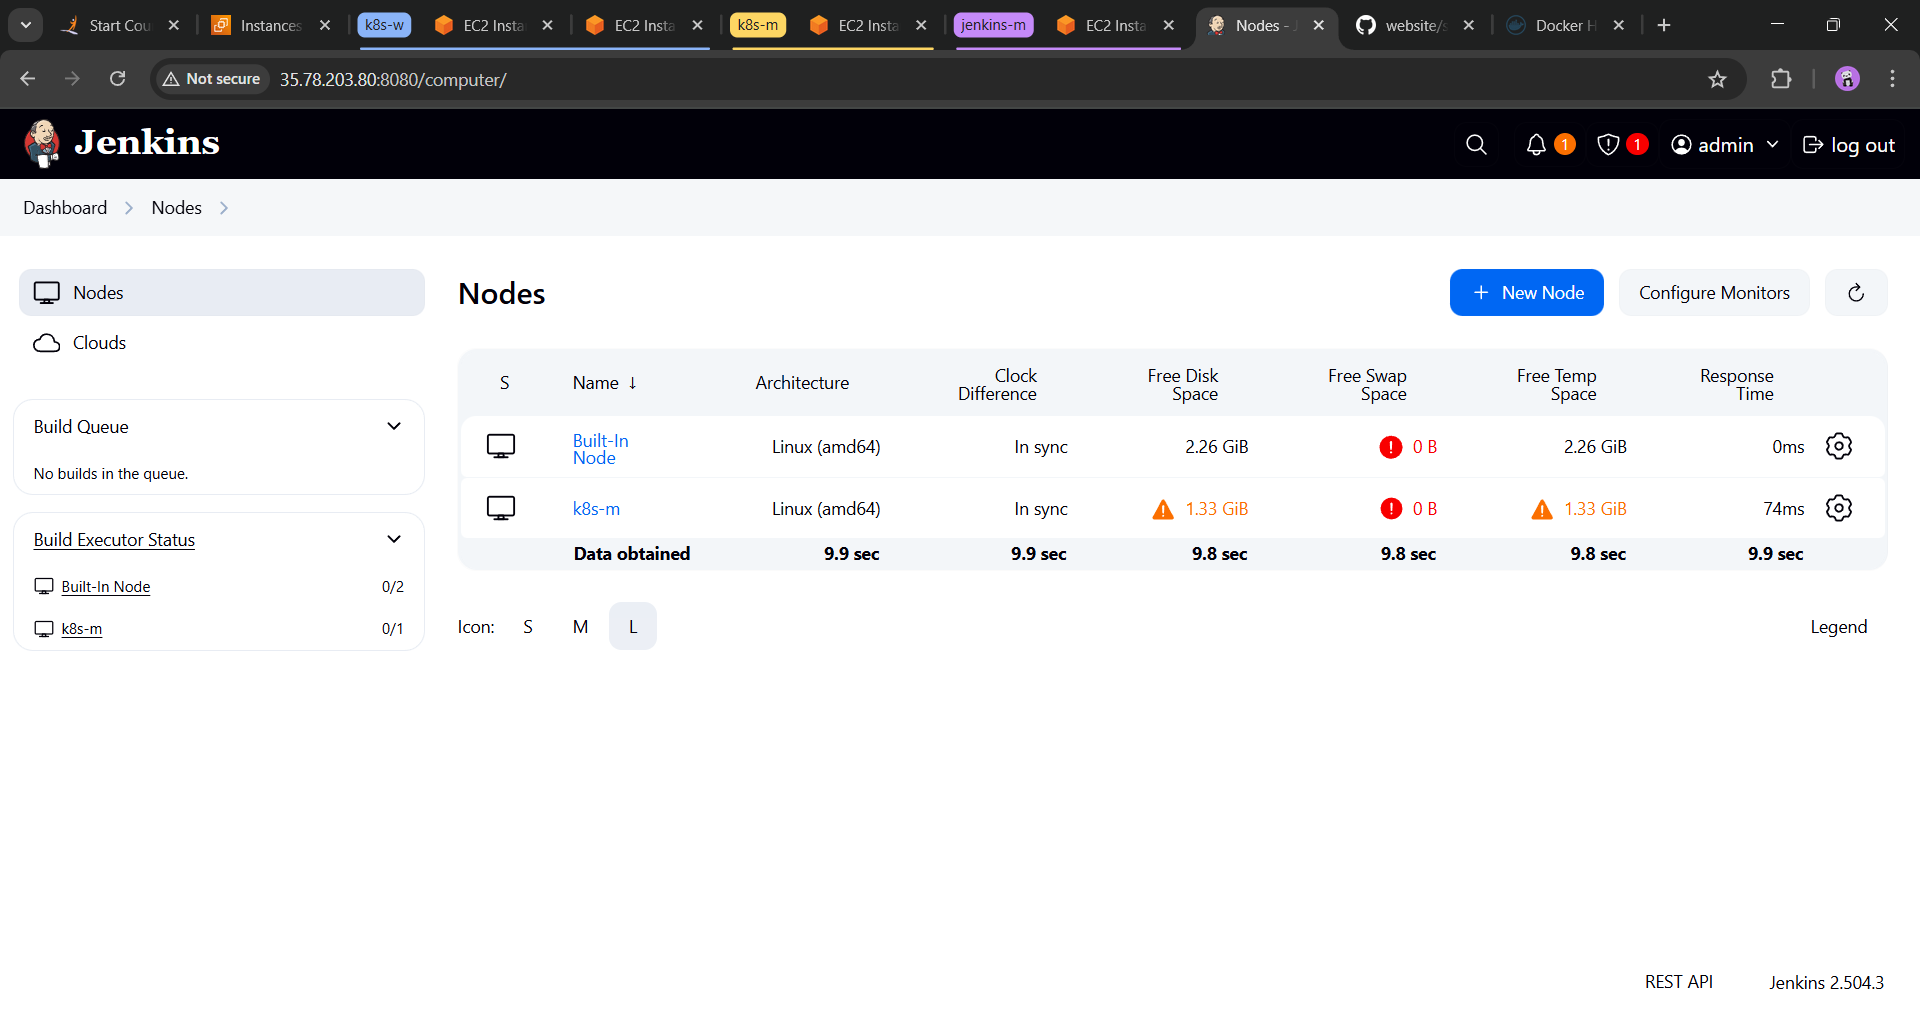 Start Cou
Instances
k8s-w
EC2 Insta
EC2 Insta
k8s-m
EC2 Insta
jenkins-m
EC2 Insta
Nodes - J
website/s
Docker H
Not secure
35.78.203.80:8080/computer/
Jenkins
1
1
admin
log out
Dashboard
Nodes
Nodes
Clouds
Build Queue
No builds in the queue.
Build Executor Status
Built-In Node 0/2
k8s-m 0/1
Nodes
New Node
Configure Monitors
S Name ↓ Architecture Clock Difference Free Disk Space Free Swap Space Free Temp Space Response Time
Built-In Node Linux (amd64) In sync 2.26 GiB 0 B 2.26 GiB 0ms
k8s-m Linux (amd64) In sync 1.33 GiB 0 B 1.33 GiB 74ms
Data obtained 9.9 sec 9.9 sec 9.8 sec 9.8 sec 9.8 sec 9.9 sec
Icon: S M L
Legend
REST API
Jenkins 2.504.3